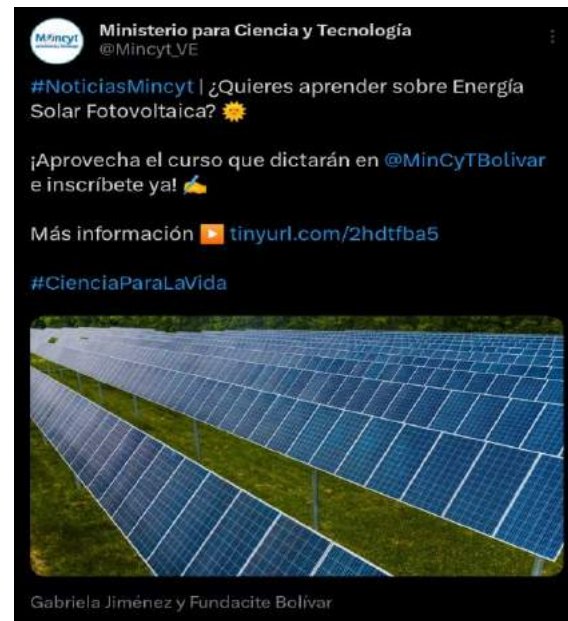 Mincyt
Ministerio para Ciencia y Tecnología
@Mincyt_VE
#NoticiasMincyt | ¿Quieres aprender sobre Energía
Solar Fotovoltaica? 🌞
¡Aprovecha el curso que dictarán en @MinCyTBolivar
e inscríbete ya! ✍️
Más información ▶️ tinyurl.com/2hdtfba5
#CienciaParaLaVida
Gabriela Jiménez y Fundacite Bolívar